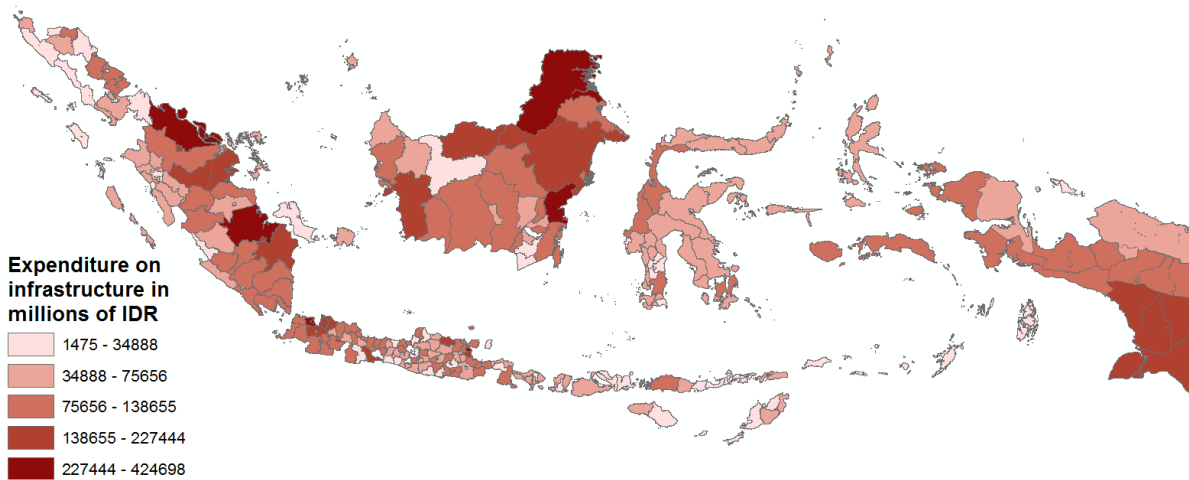 Expenditure on
infrastructure in
millions of IDR
1475 - 34888
34888 - 75656
75656 - 138655
138655 - 227444
227444 - 424698